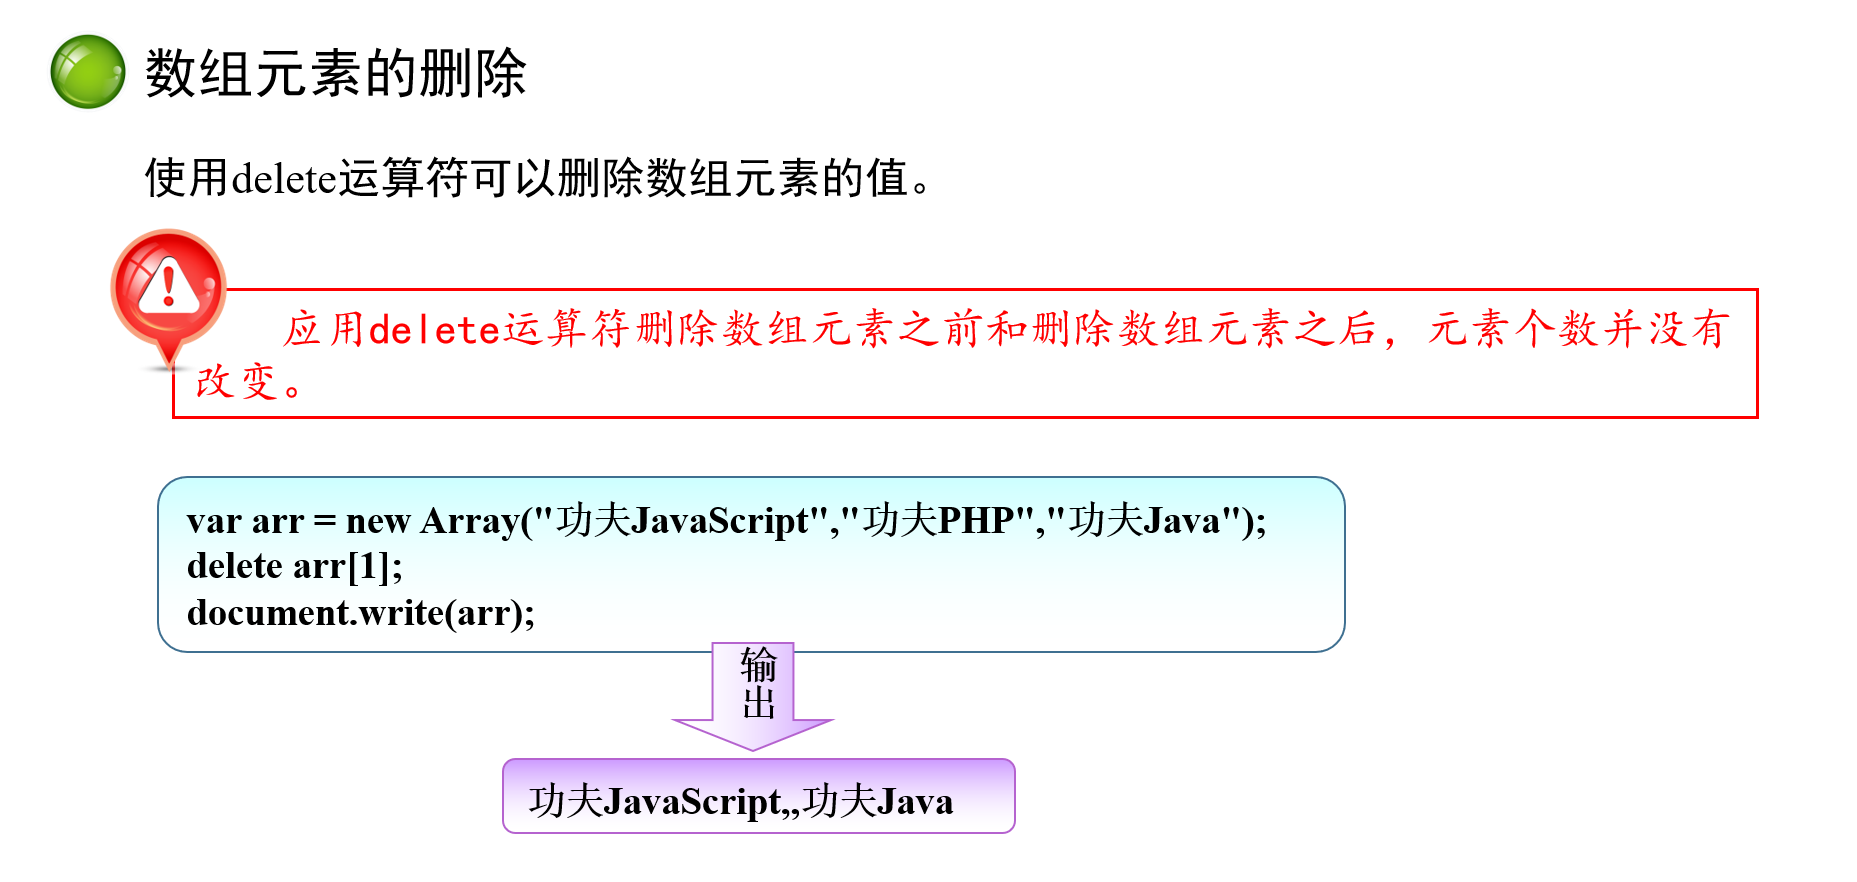 数组元素的删除
使用delete运算符可以删除数组元素的值。
应用delete运算符删除数组元素之前和删除数组元素之后，元素个数并没有
改变。
var arr = new Array("功夫JavaScript","功夫PHP","功夫Java");
delete arr[1];
document.write(arr);
输
出
功夫JavaScript,,功夫Java